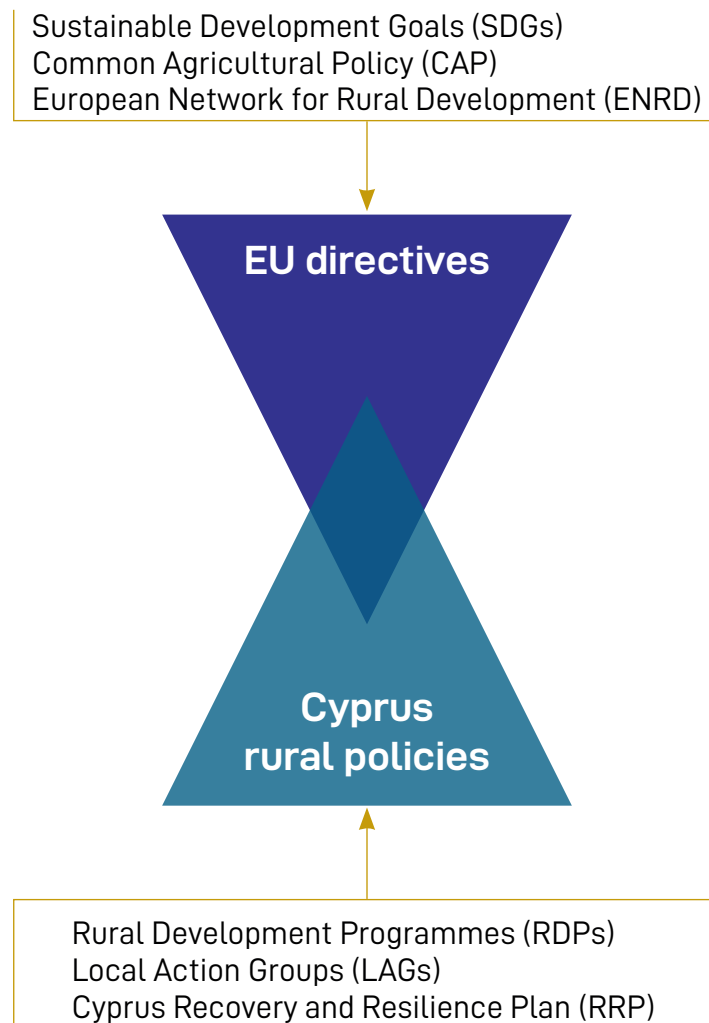 Sustainable Development Goals (SDGs)
Common Agricultural Policy (CAP)
European Network for Rural Development (ENRD)
EU directives
Cyprus
rural policies
Rural Development Programmes (RDPs)
Local Action Groups (LAGs)
Cyprus Recovery and Resilience Plan (RRP)